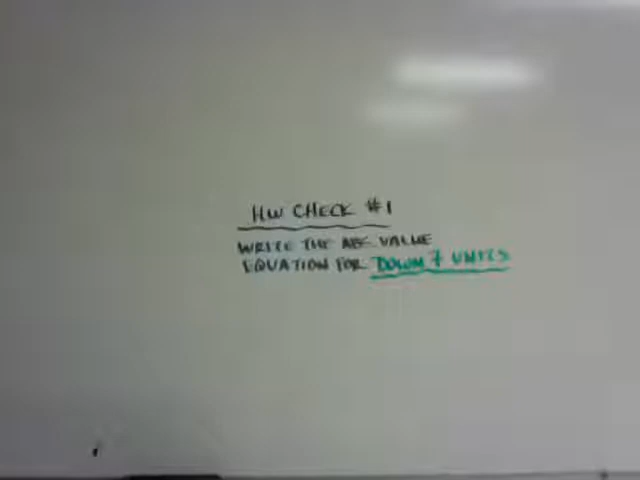 HW CHECK #1
WRITE THE ABS. VALUE
EQUATION FOR DOWN 7 UNITS